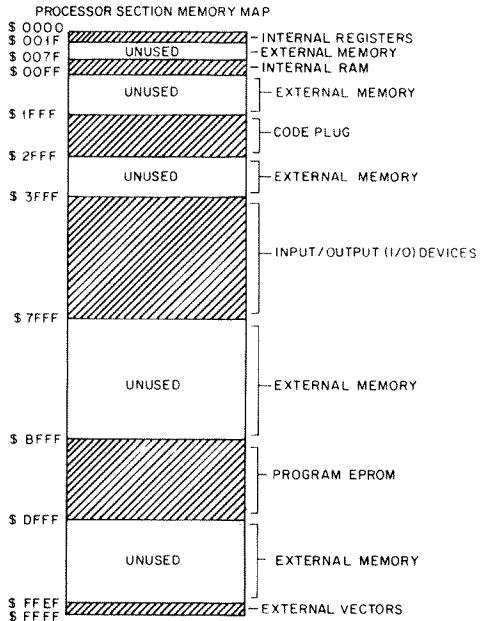 PROCESSOR SECTION MEMORY MAP
$ 0000
INTERNAL REGISTERS
$ 001F
UNUSED
EXTERNAL MEMORY
$ 007F
INTERNAL RAM
$ 00FF
UNUSED
EXTERNAL MEMORY
$ 1FFF
CODE PLUG
$ 2FFF
UNUSED
EXTERNAL MEMORY
$ 3FFF
INPUT/OUTPUT (I/O) DEVICES
$ 7FFF
UNUSED
EXTERNAL MEMORY
$ BFFF
PROGRAM EPROM
$ DFFF
UNUSED
EXTERNAL MEMORY
$ FFEF
EXTERNAL VECTORS
$ FFFF